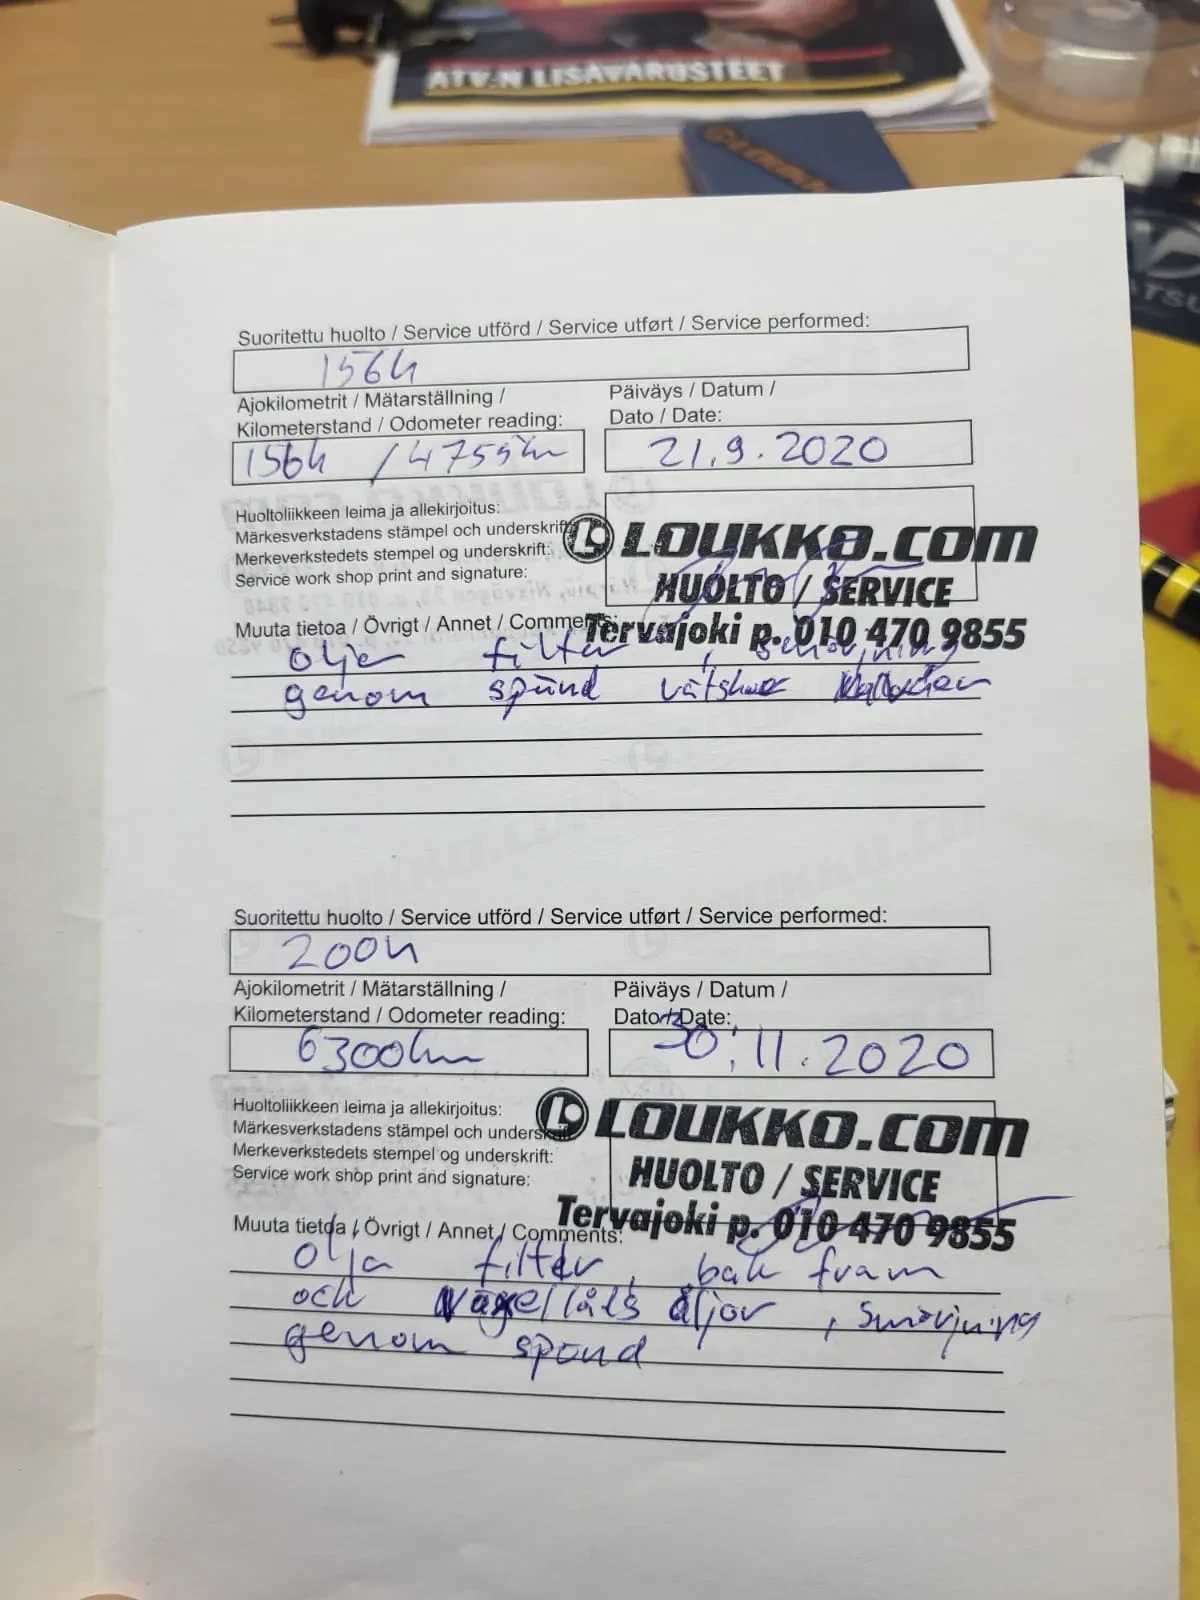 ATV:N LISÄVARUSTEET
LOUKKO
Suoritettu huolto / Service utförd / Service utført / Service performed:
156h
Ajokilometrit / Mätarställning /
Kilometerstand / Odometer reading:
Päiväys / Datum /
Dato / Date:
156h / 4755km
21.9.2020
Huoltoliikkeen leima ja allekirjoitus:
Märkesverkstadens stämpel och underskrift:
Merkeverkstedets stempel og underskrift:
Service work shop print and signature:
LOUKKO.com
HUOLTO / SERVICE
Tervajoki p. 010 470 9855
Muuta tietoa / Övrigt / Annet / Comments:
olja filter, smörjning
genom spänd vätskor
Suoritettu huolto / Service utförd / Service utført / Service performed:
200h
Ajokilometrit / Mätarställning /
Kilometerstand / Odometer reading:
Päiväys / Datum /
Dato / Date:
6300km
30.11.2020
Huoltoliikkeen leima ja allekirjoitus:
Märkesverkstadens stämpel och underskrift:
Merkeverkstedets stempel og underskrift:
Service work shop print and signature:
LOUKKO.com
HUOLTO / SERVICE
Tervajoki p. 010 470 9855
Muuta tietoa / Övrigt / Annet / Comments:
olja filter, bak fram
och oljor, smörjning
genom spänd